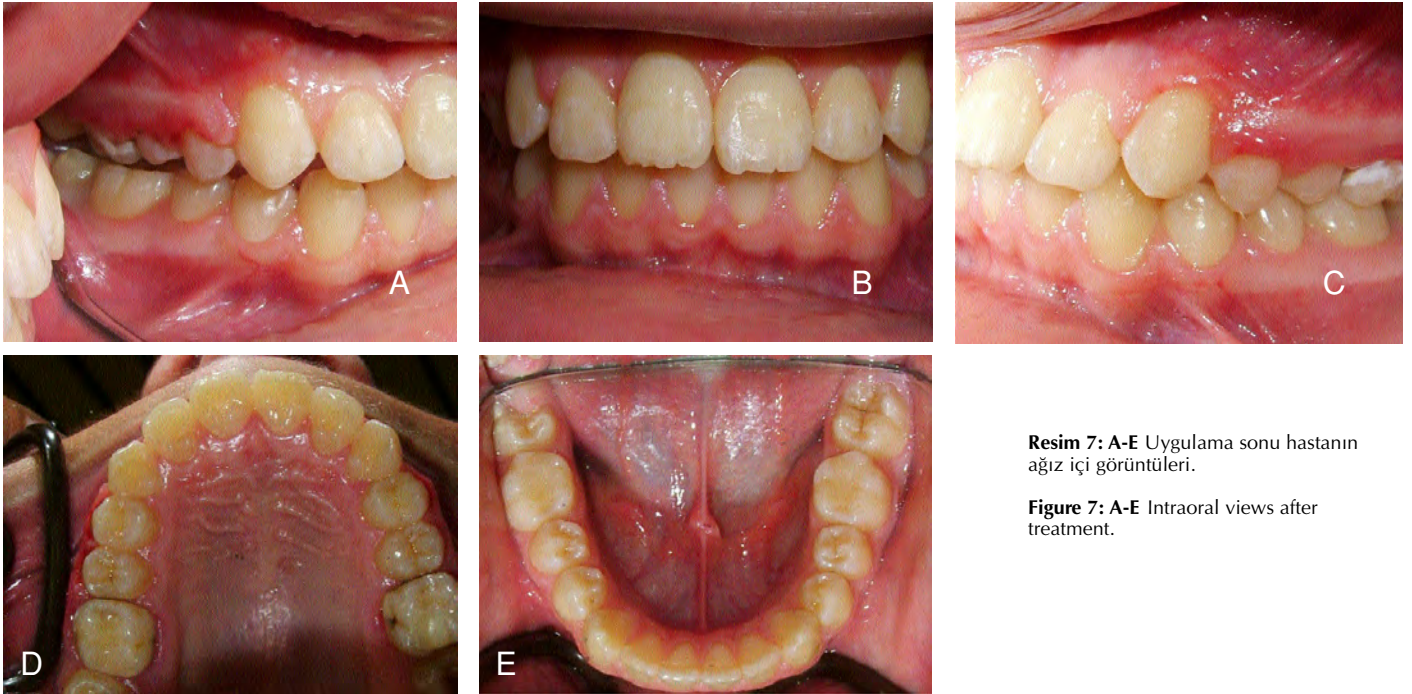 A
B
C
D
E
Resim 7: A-E Uygulama sonu hastanın
ağız içi görüntüleri.
Figure 7: A-E Intraoral views after
treatment.